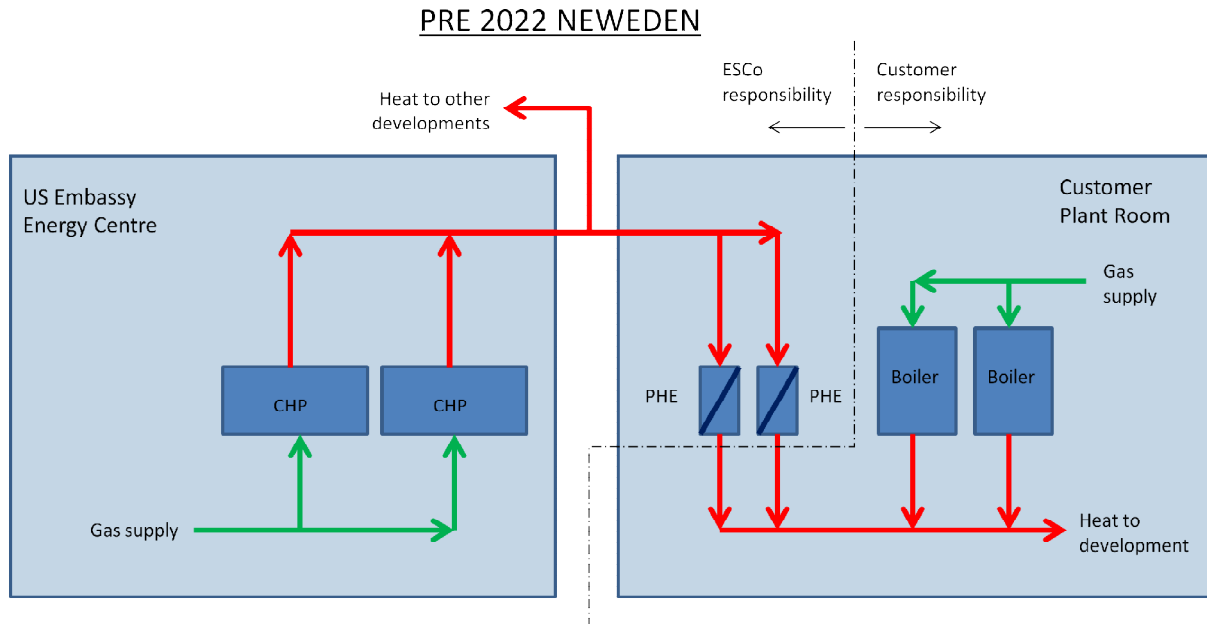 PRE 2022 NEWEDEN
ESCo
responsibility
Customer
responsibility
Heat to other
developments
US Embassy
Energy Centre
Customer
Plant Room
Gas
supply
CHP
CHP
PHE
PHE
Boiler
Boiler
Gas supply
Heat to
development